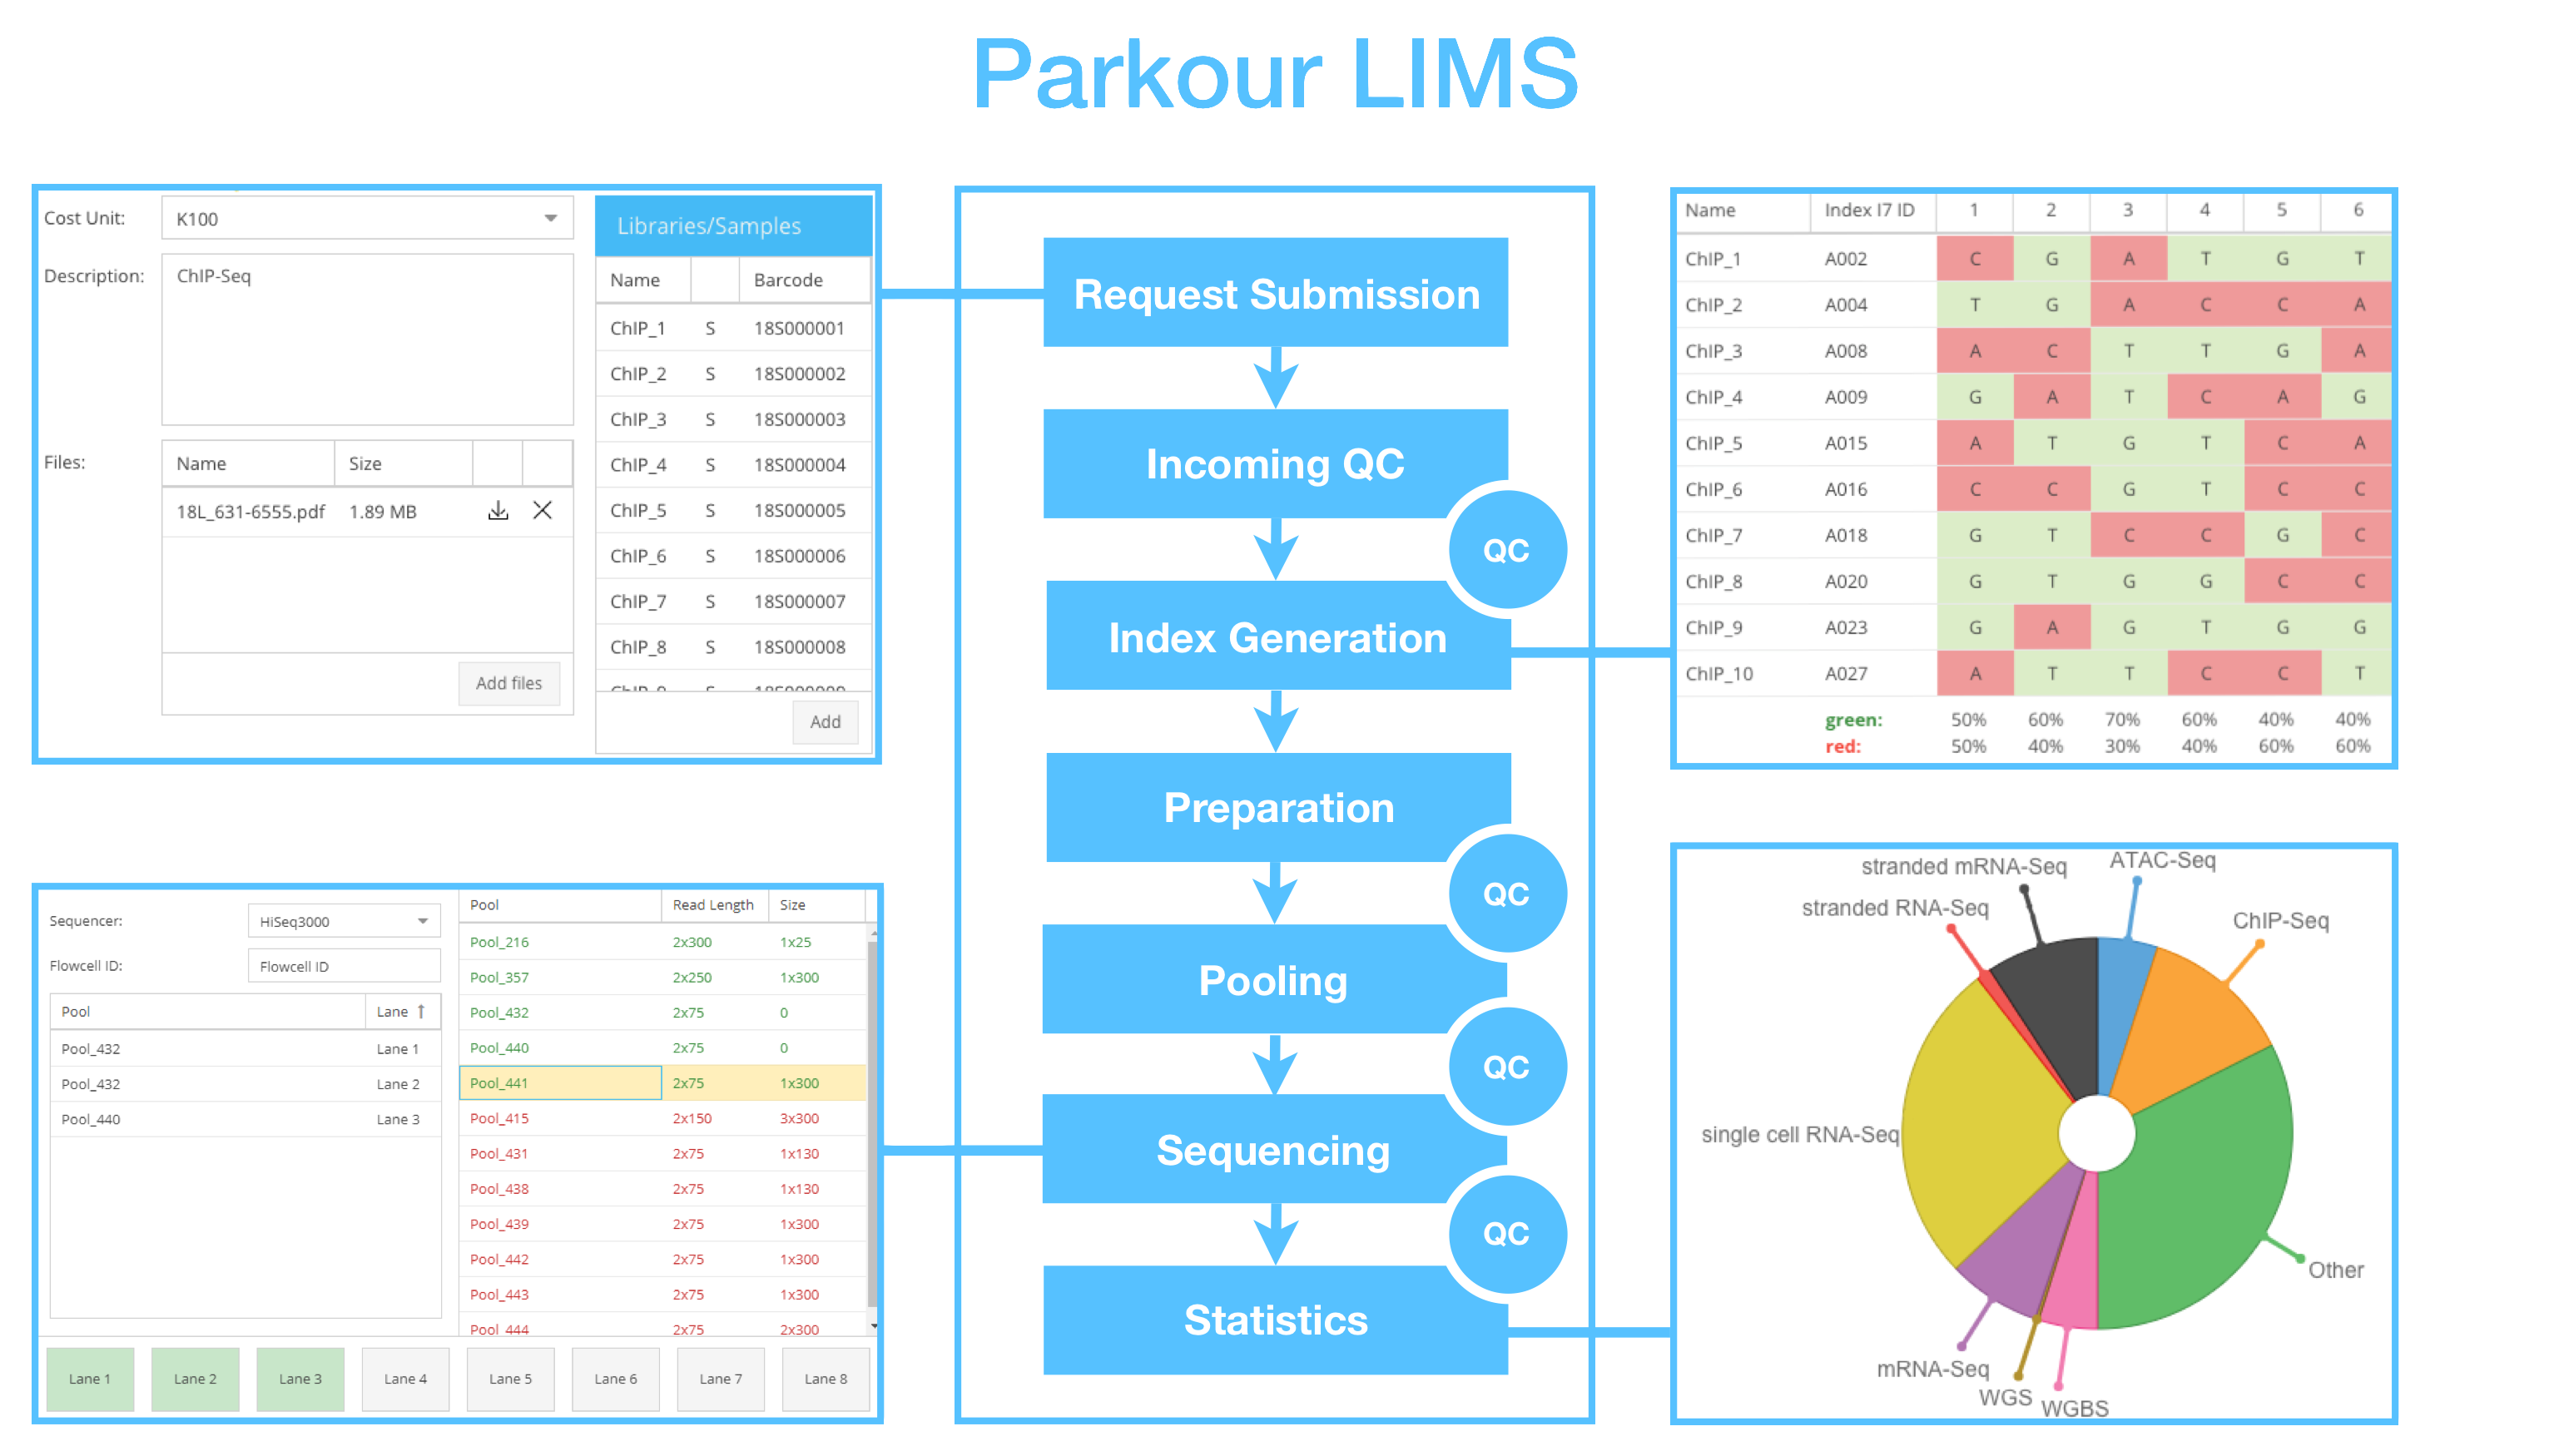 Parkour LIMS
Cost Unit: K100
Description: ChIP-Seq
Files:
Name Size
18L_631-6555.pdf 1.89 MB
Add files
Libraries/Samples
Name Barcode
ChIP_1 S 18S000001
ChIP_2 S 18S000002
ChIP_3 S 18S000003
ChIP_4 S 18S000004
ChIP_5 S 18S000005
ChIP_6 S 18S000006
ChIP_7 S 18S000007
ChIP_8 S 18S000008
Add
Request Submission
Incoming QC
QC
Index Generation
Preparation
QC
Pooling
QC
Sequencing
QC
Statistics
Name Index I7 ID 1 2 3 4 5 6
ChIP_1 A002 C G A T G T
ChIP_2 A004 T G A C C A
ChIP_3 A008 A C T T G A
ChIP_4 A009 G A T C A G
ChIP_5 A015 A T G T C A
ChIP_6 A016 C C G T C C
ChIP_7 A018 G T C C G C
ChIP_8 A020 G T G G C C
ChIP_9 A023 G A G T G G
ChIP_10 A027 A T T C C T
green: 50% 60% 70% 60% 40% 40%
red: 50% 40% 30% 40% 60% 60%
Sequencer: HiSeq3000
Flowcell ID: Flowcell ID
Pool Lane ↑
Pool_432 Lane 1
Pool_432 Lane 2
Pool_440 Lane 3
Pool Read Length Size
Pool_216 2x300 1x25
Pool_357 2x250 1x300
Pool_432 2x75 0
Pool_440 2x75 0
Pool_441 2x75 1x300
Pool_415 2x150 3x300
Pool_431 2x75 1x130
Pool_438 2x75 1x130
Pool_439 2x75 1x300
Pool_442 2x75 1x300
Pool_443 2x75 1x300
Pool_444 2x75 2x300
Lane 1 Lane 2 Lane 3 Lane 4 Lane 5 Lane 6 Lane 7 Lane 8
stranded mRNA-Seq
ATAC-Seq
stranded RNA-Seq
ChIP-Seq
single cell RNA-Seq
Other
mRNA-Seq
WGS
WGBS